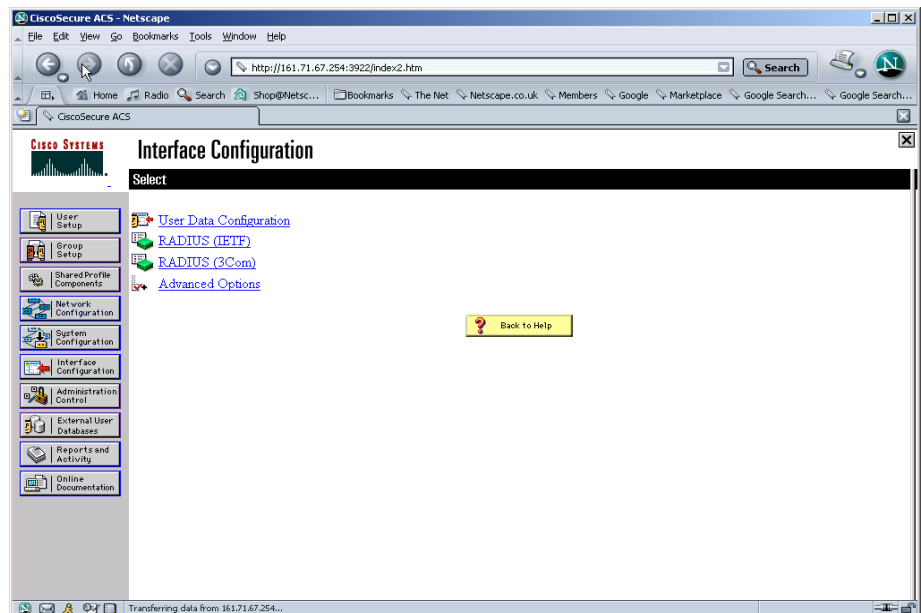 CiscoSecure ACS - Netscape
File Edit View Go Bookmarks Tools Window Help
http://161.71.67.254:3922/index2.htm
Search
Home Radio Search Shop@Netsc... Bookmarks The Net Netscape.co.uk Members Google Marketplace Google Search... Google Search...
CiscoSecure ACS
CISCO SYSTEMS
Interface Configuration
Select
User Setup
Group Setup
Shared Profile Components
Network Configuration
System Configuration
Interface Configuration
Administration Control
External User Databases
Reports and Activity
Online Documentation
User Data Configuration
RADIUS (IETF)
RADIUS (3Com)
Advanced Options
Back to Help
Transferring data from 161.71.67.254...